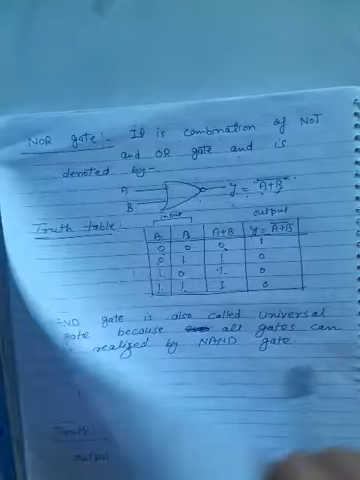 NOR gate:- It is combination of NOT
and OR gate and is
denoted by:-
A
B
y = A̅+̅B̅
Truth table:
input output
A B A+B y = A̅+̅B̅
0 0 0 1
0 1 1 0
1 0 1 0
1 1 1 0
gate is also called Universal
gate because all gates can
realized by NAND gate.
Truth
output